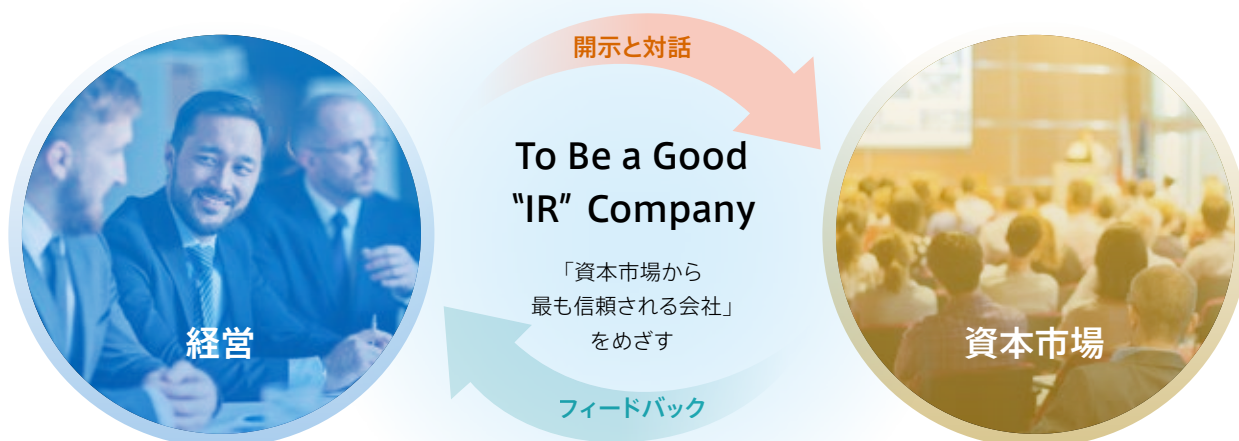 開示と対話
To Be a Good
“IR” Company
「資本市場から
最も信頼される会社」
をめざす
経営
資本市場
フィードバック